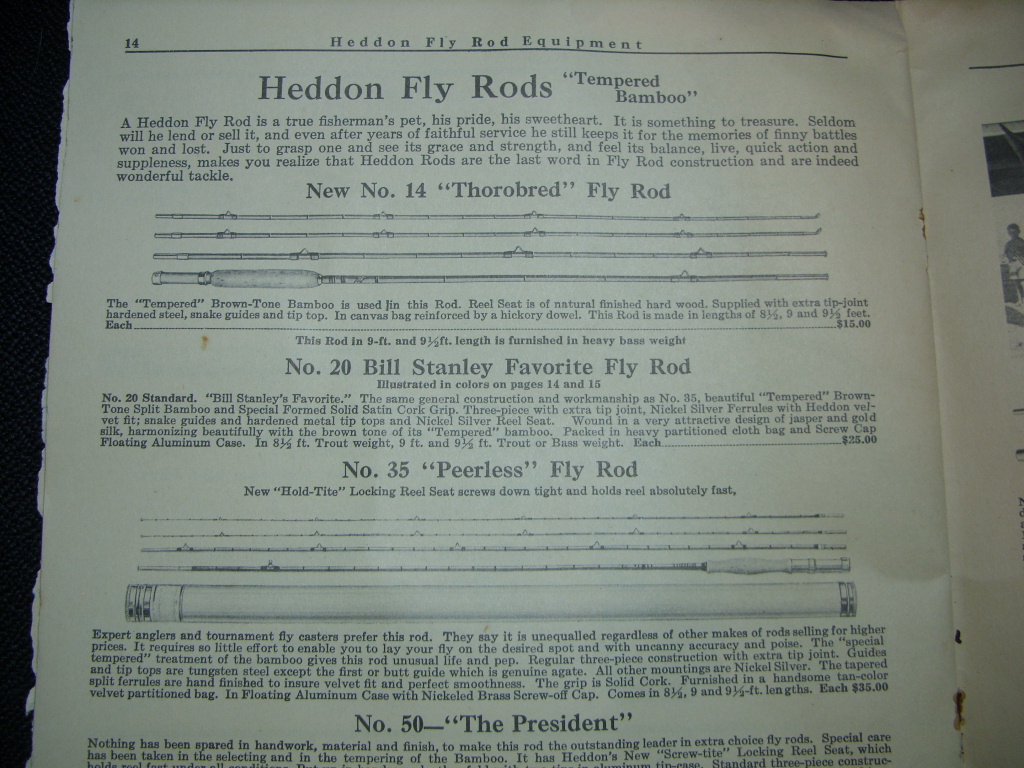 14
Heddon Fly Rod Equipment
Heddon Fly Rods "Tempered
Bamboo"
A Heddon Fly Rod is a true fisherman's pet, his pride, his sweetheart. It is something to treasure. Seldom
will he lend or sell it, and even after years of faithful service he still keeps it for the memories of finny battles
won and lost. Just to grasp one and see its grace and strength, and feel its balance, live, quick action and
suppleness, makes you realize that Heddon Rods are the last word in Fly Rod construction and are indeed
wonderful tackle.
New No. 14 "Thorobred" Fly Rod
The "Tempered" Brown-Tone Bamboo is used in this Rod. Reel Seat is of natural finished hard wood. Supplied with extra tip-joint
hardened steel, snake guides and tip top. In canvas bag reinforced by a hickory dowel. This Rod is made in lengths of 8½, 9 and 9½ feet.
Each $15.00
This Rod in 9-ft. and 9½ft. length is furnished in heavy bass weight
No. 20 Bill Stanley Favorite Fly Rod
Illustrated in colors on pages 14 and 15
No. 20 Standard. "Bill Stanley's Favorite." The same general construction and workmanship as No. 35, beautiful "Tempered" Brown-
Tone Split Bamboo and Special Formed Solid Satin Cork Grip. Three-piece with extra tip joint, Nickel Silver Ferrules with Heddon vel-
vet fit; snake guides and hardened metal tip tops and Nickel Silver Reel Seat. Wound in a very attractive design of jasper and gold
silk, harmonizing beautifully with the brown tone of its "Tempered" bamboo. Packed in heavy partitioned cloth bag and Screw Cap
Floating Aluminum Case. In 8½ ft. Trout weight, 9 ft. and 9½ ft. Trout or Bass weight. Each $25.00
No. 35 "Peerless" Fly Rod
New "Hold-Tite" Locking Reel Seat screws down tight and holds reel absolutely fast,
Expert anglers and tournament fly casters prefer this rod. They say it is unequalled regardless of other makes of rods selling for higher
prices. It requires so little effort to enable you to lay your fly on the desired spot and with uncanny accuracy and poise. The "special
tempered" treatment of the bamboo gives this rod unusual life and pep. Regular three-piece construction with extra tip joint. Guides
and tip tops are tungsten steel except the first or butt guide which is genuine agate. All other mountings are Nickel Silver. The tapered
split ferrules are hand finished to insure velvet fit and perfect smoothness. The grip is Solid Cork. Furnished in a handsome tan-color
velvet partitioned bag. In Floating Aluminum Case with Nickeled Brass Screw-off Cap. Comes in 8½, 9 and 9½-ft. lengths. Each $35.00
No. 50—"The President"
Nothing has been spared in handwork, material and finish, to make this rod the outstanding leader in extra choice fly rods. Special care
has been taken in the selecting and in the tempering of the Bamboo. It has Heddon's New "Screw-tite" Locking Reel Seat, which
holds reel fast under all conditions. aluminum tip-case. Standard three-piece construc-